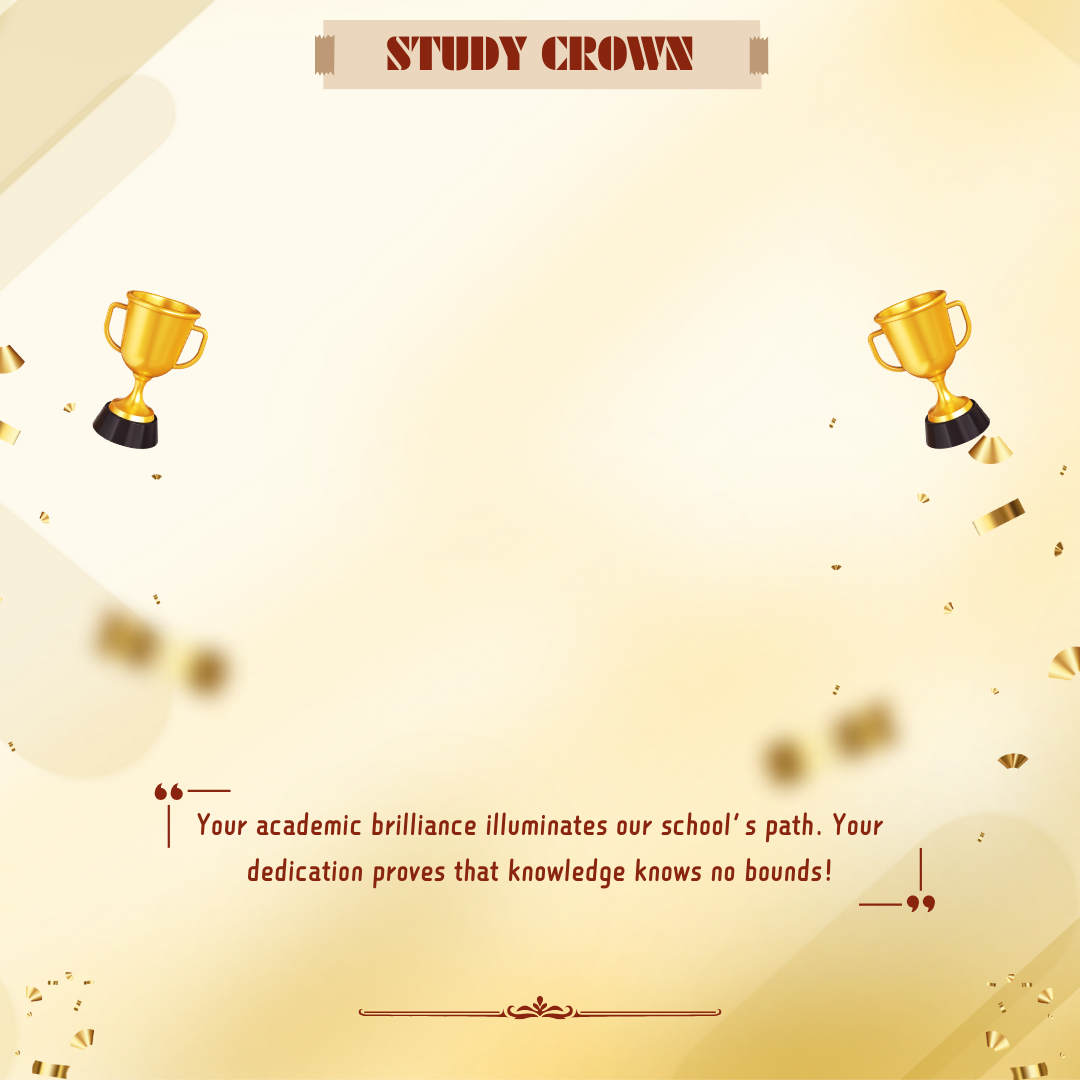 STUDY CROWN
Your academic brilliance illuminates our school's path. Your
dedication proves that knowledge knows no bounds!